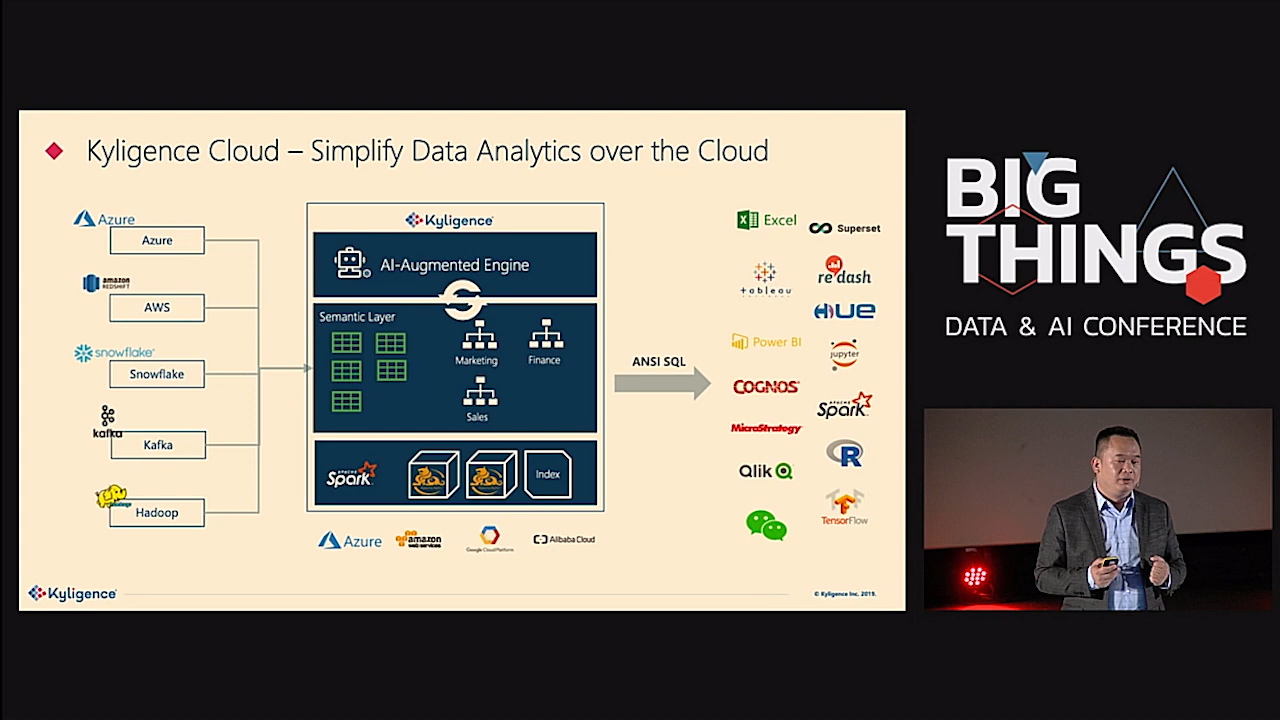 Kyligence Cloud – Simplify Data Analytics over the Cloud
Azure
Azure
amazon
REDSHIFT
AWS
snowflake
Snowflake
kafka
Kafka
Hadoop
Kyligence
AI-Augmented Engine
Semantic Layer
Marketing
Finance
Sales
APACHE
Spark
Index
Azure
amazon
web services
Google Cloud Platform
Alibaba Cloud
ANSI SQL
Excel
Superset
tableau
redash
HUE
Power BI
jupyter
COGNOS
APACHE
Spark
MicroStrategy
R
Qlik
TensorFlow
Kyligence
© Kyligence Inc. 2019.
BIG
THINGS
DATA & AI CONFERENCE